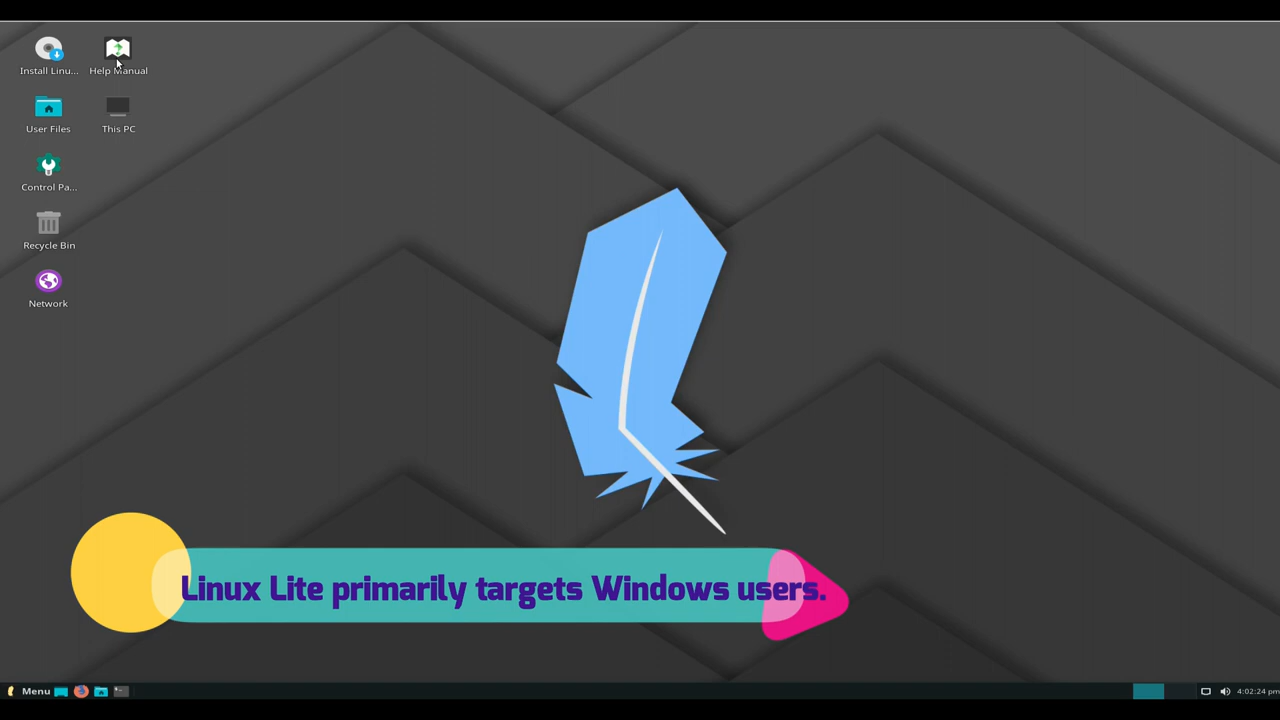 Install Linu...
Help Manual
User Files
This PC
Control Pa...
Recycle Bin
Network
Linux Lite primarily targets Windows users.
Menu
4:02:24 pm